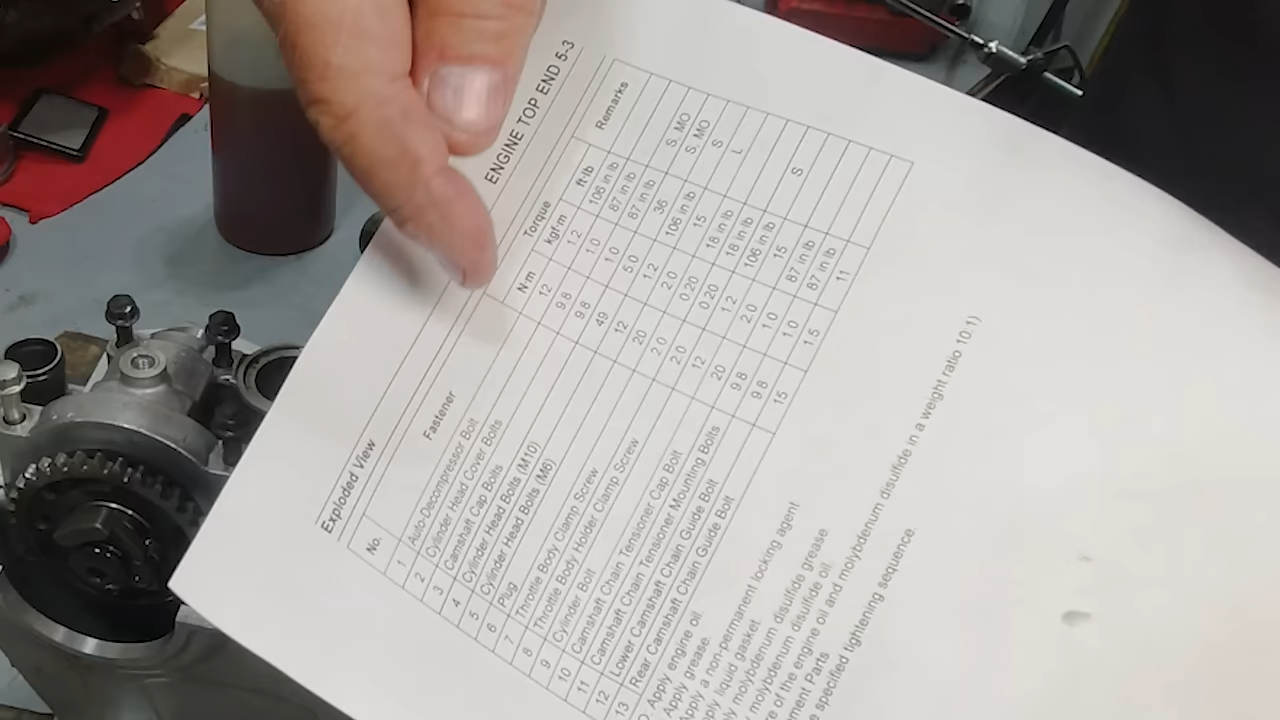 ENGINE TOP END 5-3
Exploded View
No. Fastener Torque Remarks
N·m kgf·m ft·lb
1 Auto-Decompressor Bolt 12 1.2 106 in·lb
2 Cylinder Head Cover Bolts 9.8 1.0 87 in·lb
3 Camshaft Cap Bolts 9.8 1.0 87 in·lb S, MO
4 Cylinder Head Bolts (M10) 49 5.0 36 S, MO
5 Cylinder Head Bolts (M6) 12 1.2 106 in·lb S
6 Plug 20 2.0 15 L
7 Throttle Body Clamp Screw 2.0 0.20 18 in·lb
8 Throttle Body Holder Clamp Screw 2.0 0.20 18 in·lb
9 Cylinder Bolt 12 1.2 106 in·lb S
10 Camshaft Chain Tensioner Cap Bolt 20 2.0 15
11 Camshaft Chain Tensioner Mounting Bolts 9.8 1.0 87 in·lb
12 Lower Camshaft Chain Guide Bolt 9.8 1.0 87 in·lb
13 Rear Camshaft Chain Guide Bolt 15 1.5 11
Apply engine oil.
Apply grease.
Apply a non-permanent locking agent
liquid gasket.
molybdenum disulfide grease
molybdenum disulfide oil.
of the engine oil and molybdenum disulfide in a weight ratio 10:1)
Parts
specified tightening sequence.